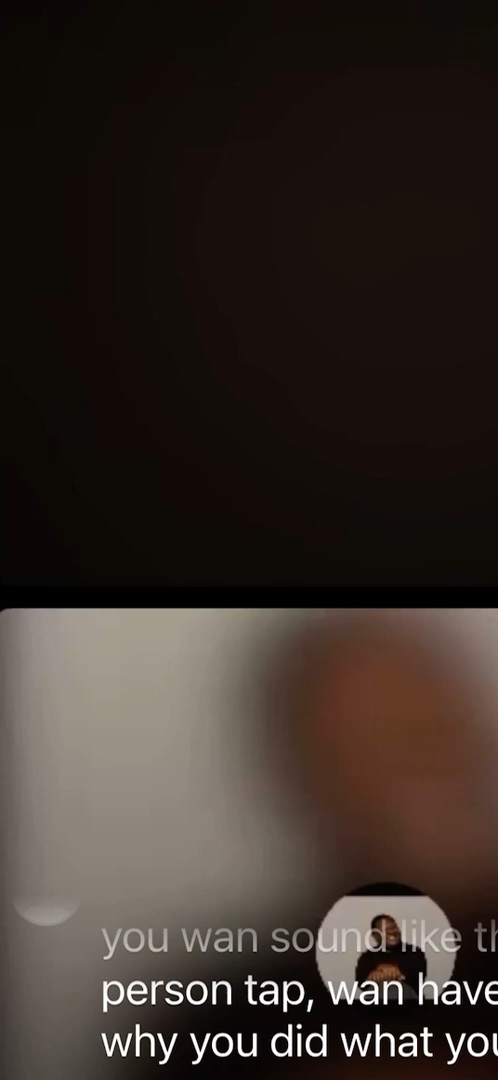 you wan sound like
person tap, wan have
why you did what